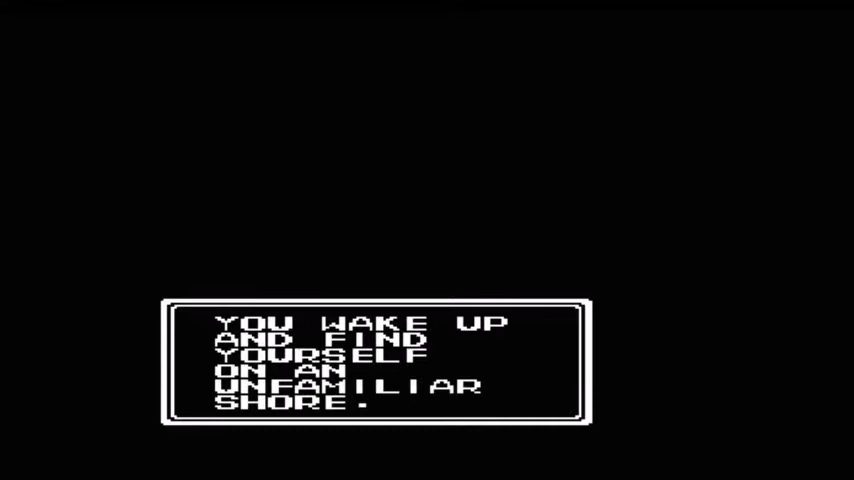 YOU WAKE UP
AND FIND
YOURSELF
ON AN
UNFAMILIAR
SHORE.